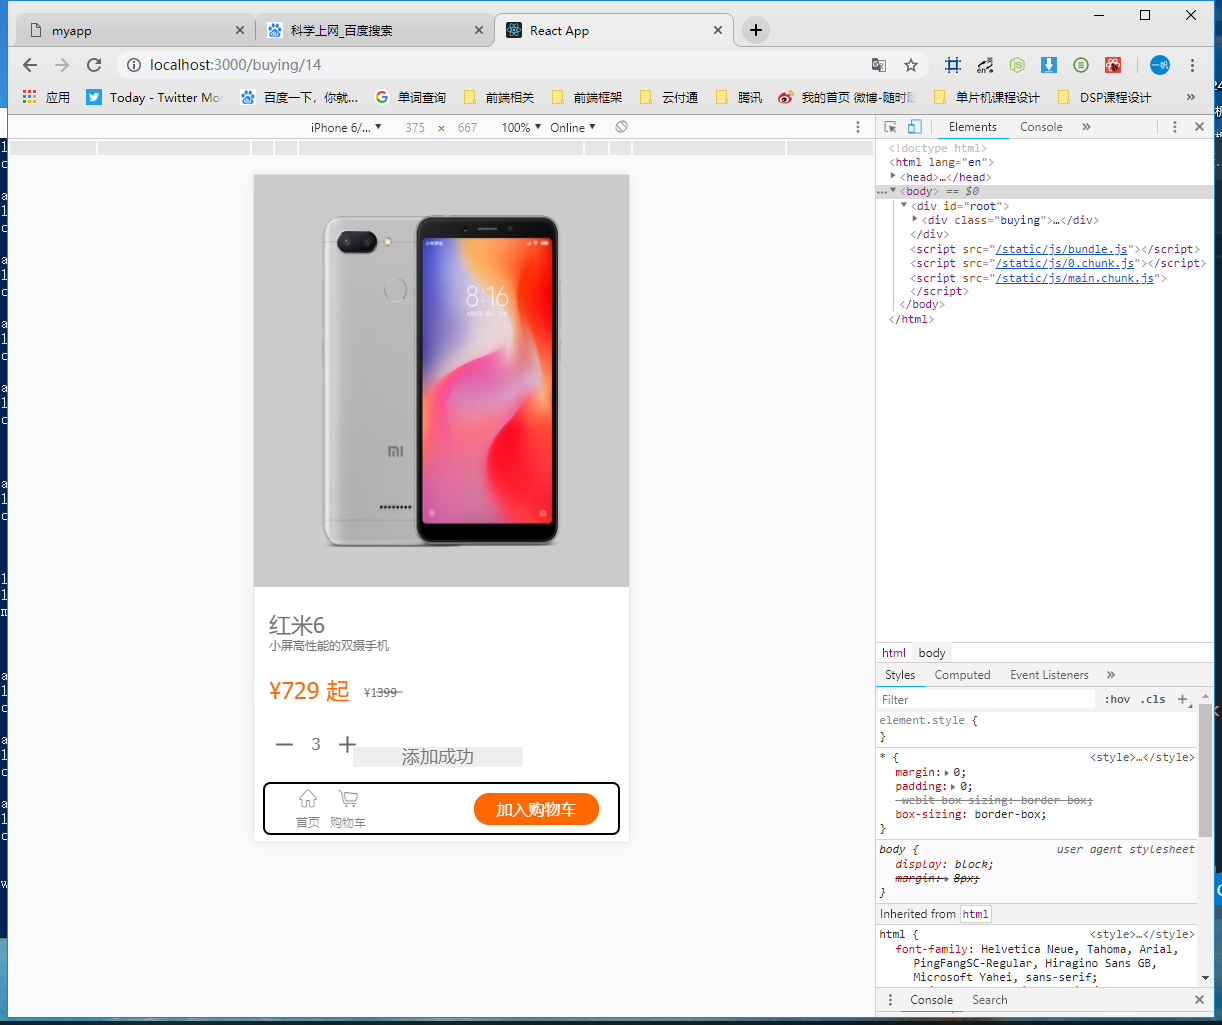 myapp
科学上网_百度搜索
React App
localhost:3000/buying/14
应用
Today - Twitter Mo
百度一下，你就...
单词查询
前端相关
前端框架
云付通
腾讯
我的首页 微博-随时随
单片机课程设计
DSP课程设计
»
iPhone 6/... ▼ 375 × 667 100% ▼ Online ▼
Elements Console »
<!doctype html>
<html lang="en">
<head>…</head>
<body> == $0
<div id="root">
<div class="buying">…</div>
</div>
<script src="/static/js/bundle.js"></script>
<script src="/static/js/0.chunk.js"></script>
<script src="/static/js/main.chunk.js">
</script>
</body>
</html>
8:16
mi
红米6
小屏高性能的双摄手机
¥729 起 ¥1399
3
添加成功
首页 购物车
加入购物车
html body
Styles Computed Event Listeners »
Filter :hov .cls +
element.style {
}
* { <style>…</style>
margin: 0;
padding: 0;
-webit-box-sizing: border-box;
box-sizing: border-box;
}
body { user agent stylesheet
display: block;
margin: 8px;
}
Inherited from html
html { <style>…</style>
font-family: Helvetica Neue, Tahoma, Arial,
PingFangSC-Regular, Hiragino Sans GB,
Microsoft Yahei, sans-serif;
Console Search